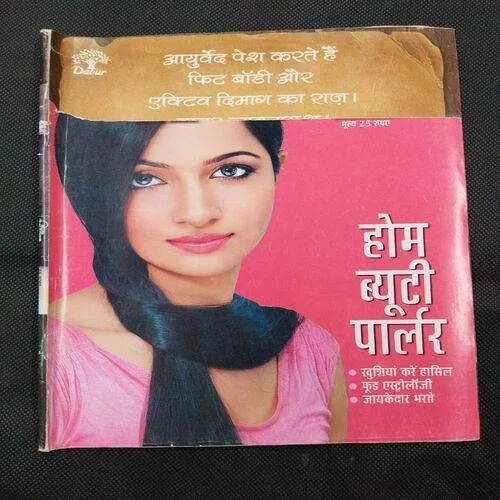 Dabur
आयुर्वेद पेश करते हैं
फिट बॉडी और
एक्टिव दिमाग का राज़।
मूल्य 25 रुपए
होम
ब्यूटी
पार्लर
• खुशियां करें हासिल
• फूड एस्ट्रोलॉजी
• जायकेदार भरते